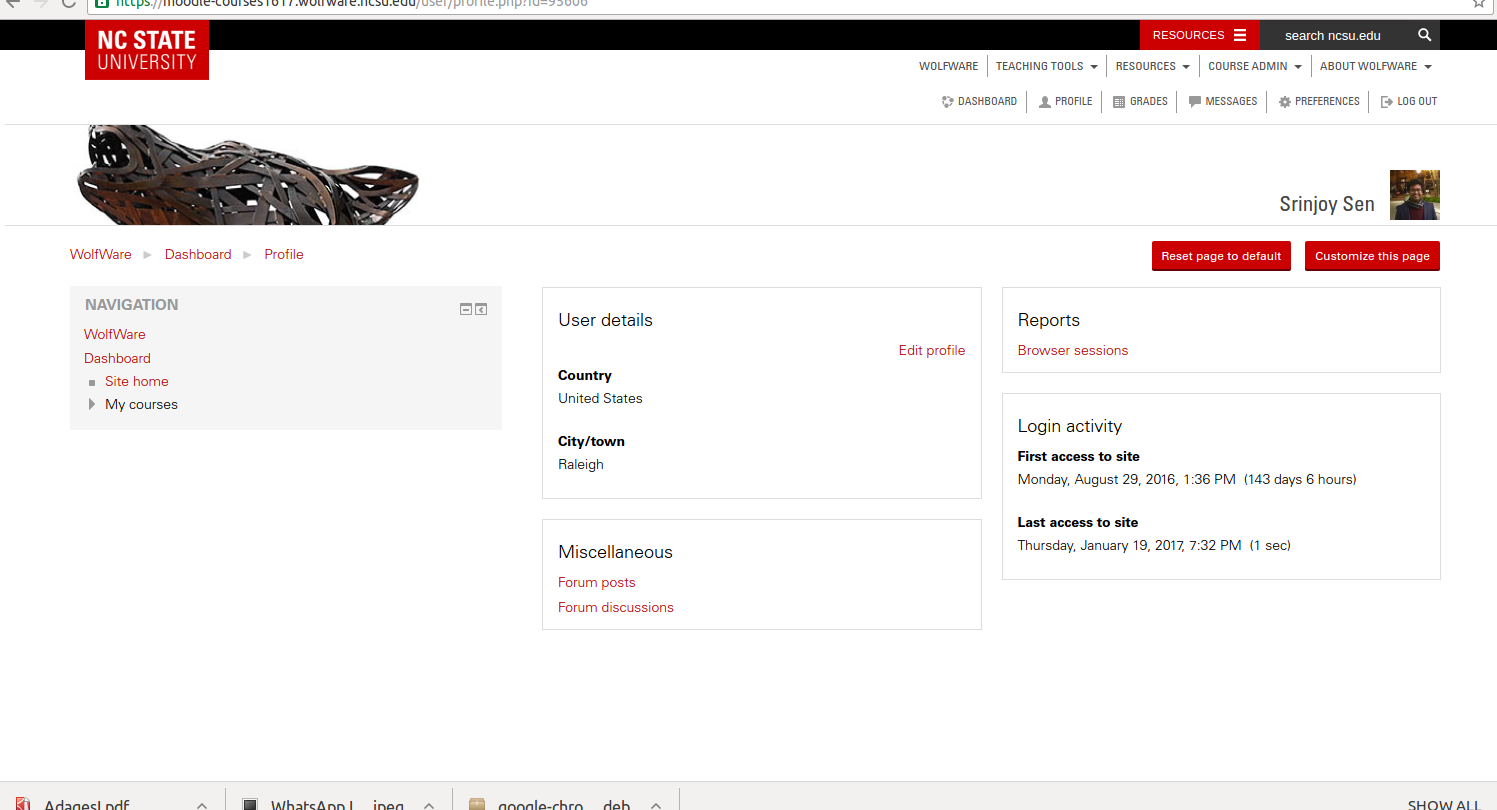 https://moodle-courses1617.wolfware.ncsu.edu/user/profile.php?id=93606
NC STATE
UNIVERSITY
RESOURCES
search ncsu.edu
WOLFWARE
TEACHING TOOLS
RESOURCES
COURSE ADMIN
ABOUT WOLFWARE
DASHBOARD
PROFILE
GRADES
MESSAGES
PREFERENCES
LOG OUT
Srinjoy Sen
WolfWare
Dashboard
Profile
Reset page to default
Customize this page
NAVIGATION
WolfWare
Dashboard
Site home
My courses
User details
Edit profile
Country
United States
City/town
Raleigh
Miscellaneous
Forum posts
Forum discussions
Reports
Browser sessions
Login activity
First access to site
Monday, August 29, 2016, 1:36 PM (143 days 6 hours)
Last access to site
Thursday, January 19, 2017, 7:32 PM (1 sec)
AdagesI.pdf
WhatsApp I....jpeg
google-chro....deb
SHOW ALL